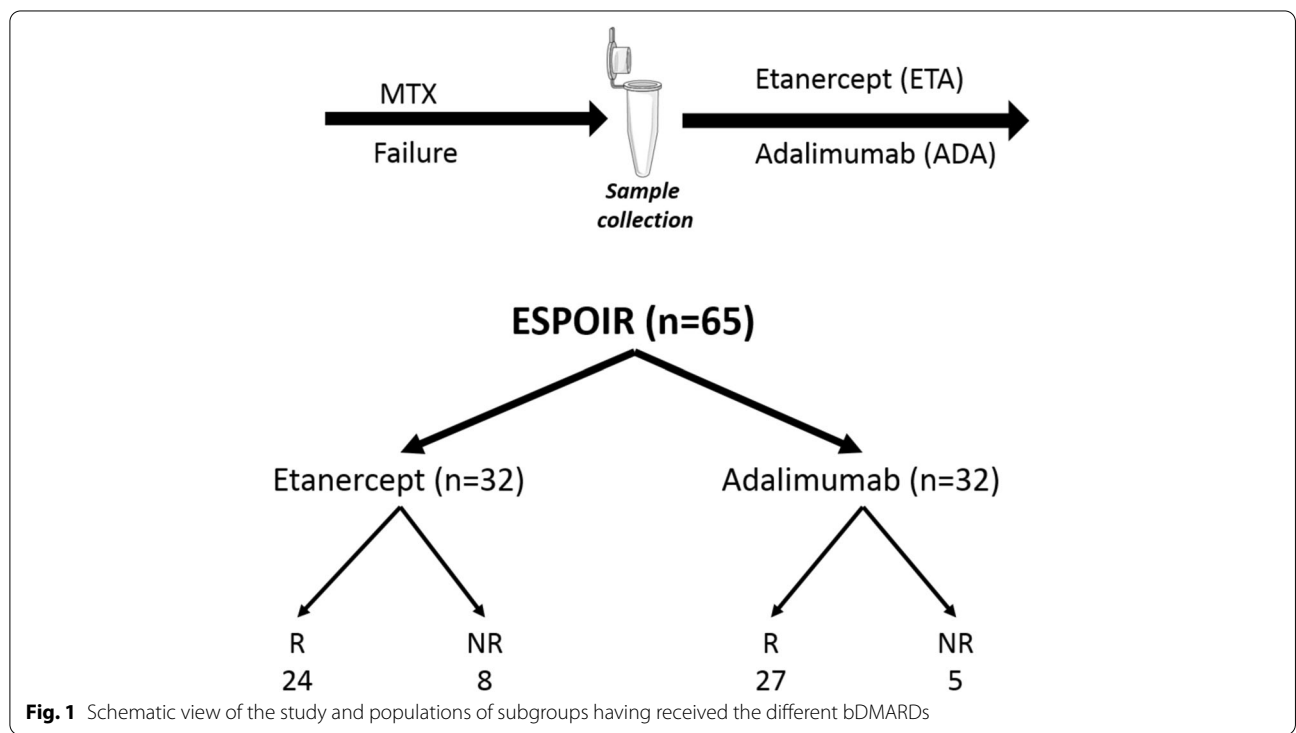 MTX
Failure
Sample
collection
Etanercept (ETA)
Adalimumab (ADA)
ESPOIR (n=65)
Etanercept (n=32)
Adalimumab (n=32)
R
NR
R
NR
24
8
27
5
Fig. 1 Schematic view of the study and populations of subgroups having received the different bDMARDs